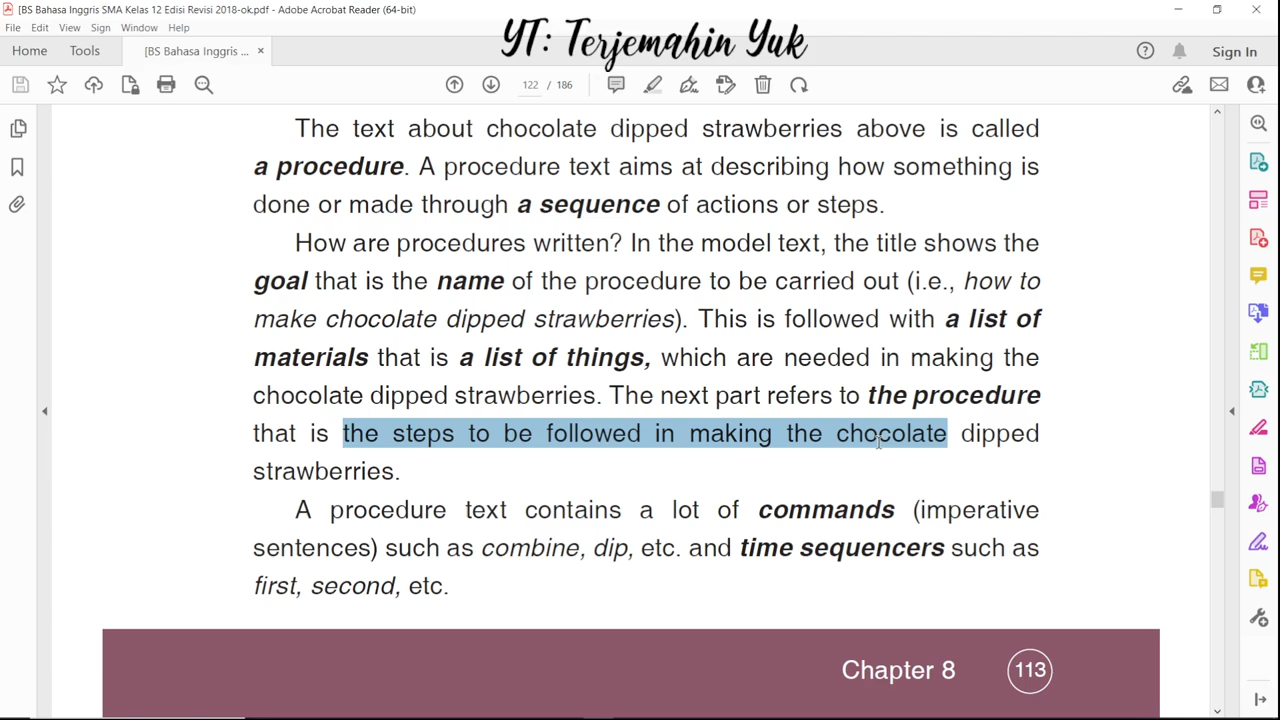 [BS Bahasa Inggris SMA Kelas 12 Edisi Revisi 2018-ok.pdf - Adobe Acrobat Reader (64-bit)
File Edit View Sign Window Help
YT: Terjemahin Yuk
Home Tools [BS Bahasa Inggris ... × Sign In
122 / 186
The text about chocolate dipped strawberries above is called
a procedure. A procedure text aims at describing how something is
done or made through a sequence of actions or steps.
How are procedures written? In the model text, the title shows the
goal that is the name of the procedure to be carried out (i.e., how to
make chocolate dipped strawberries). This is followed with a list of
materials that is a list of things, which are needed in making the
chocolate dipped strawberries. The next part refers to the procedure
that is the steps to be followed in making the chocolate dipped
strawberries.
A procedure text contains a lot of commands (imperative
sentences) such as combine, dip, etc. and time sequencers such as
first, second, etc.
Chapter 8 113